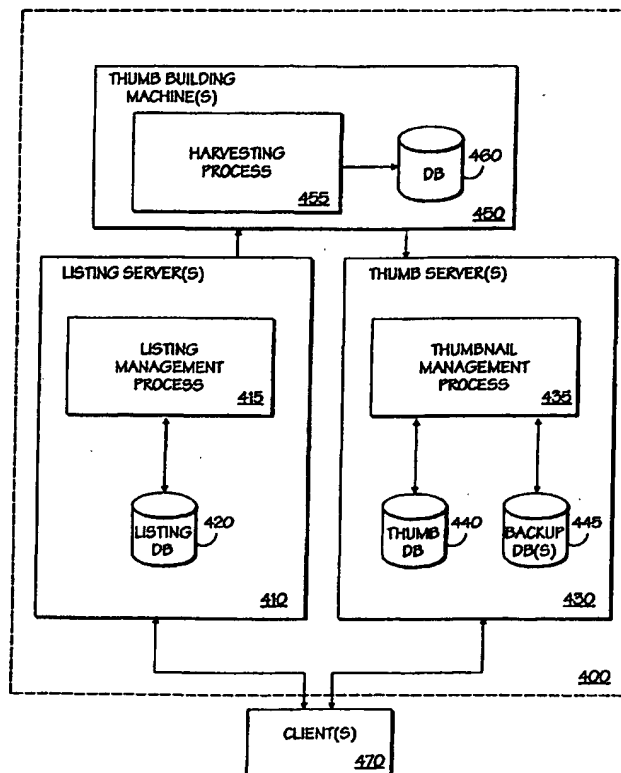 THUMB BUILDING
MACHINE(S)
HARVESTING
PROCESS
455
DB
460
450
LISTING SERVER(S)
LISTING
MANAGEMENT
PROCESS
415
LISTING
DB
420
410
THUMB SERVER(S)
THUMBNAIL
MANAGEMENT
PROCESS
435
THUMB
DB
440
BACKUP
DB(S)
445
430
400
CLIENT(S)
470